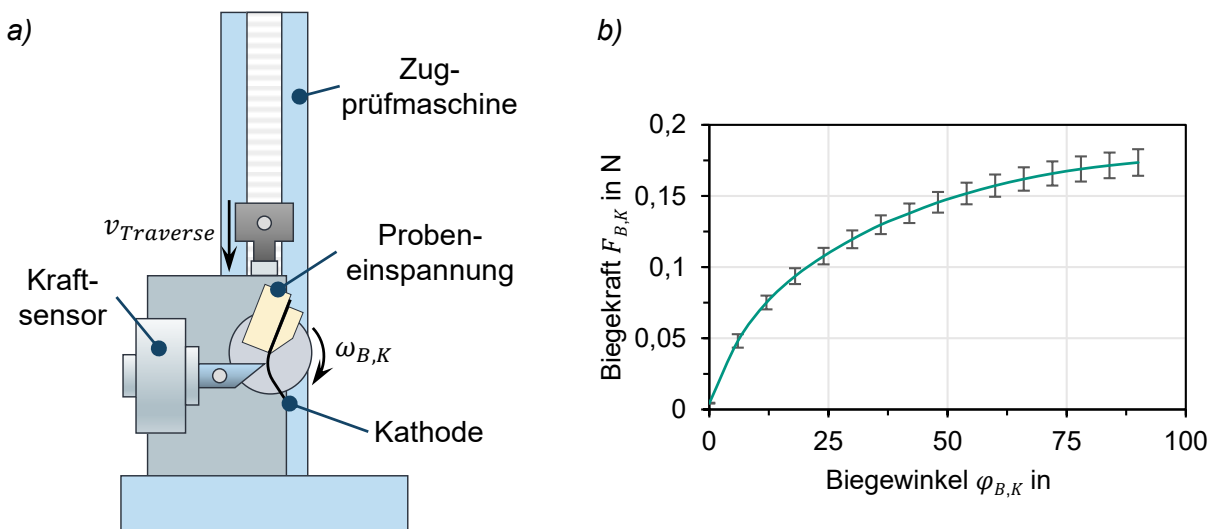 a)
Zug-
prüfmaschine
v_Traverse
Proben-
einspannung
Kraft-
sensor
ω_B,K
Kathode
b)
Biegekraft F_B,K in N
0,2
0,15
0,1
0,05
0
0 25 50 75 100
Biegewinkel φ_B,K in